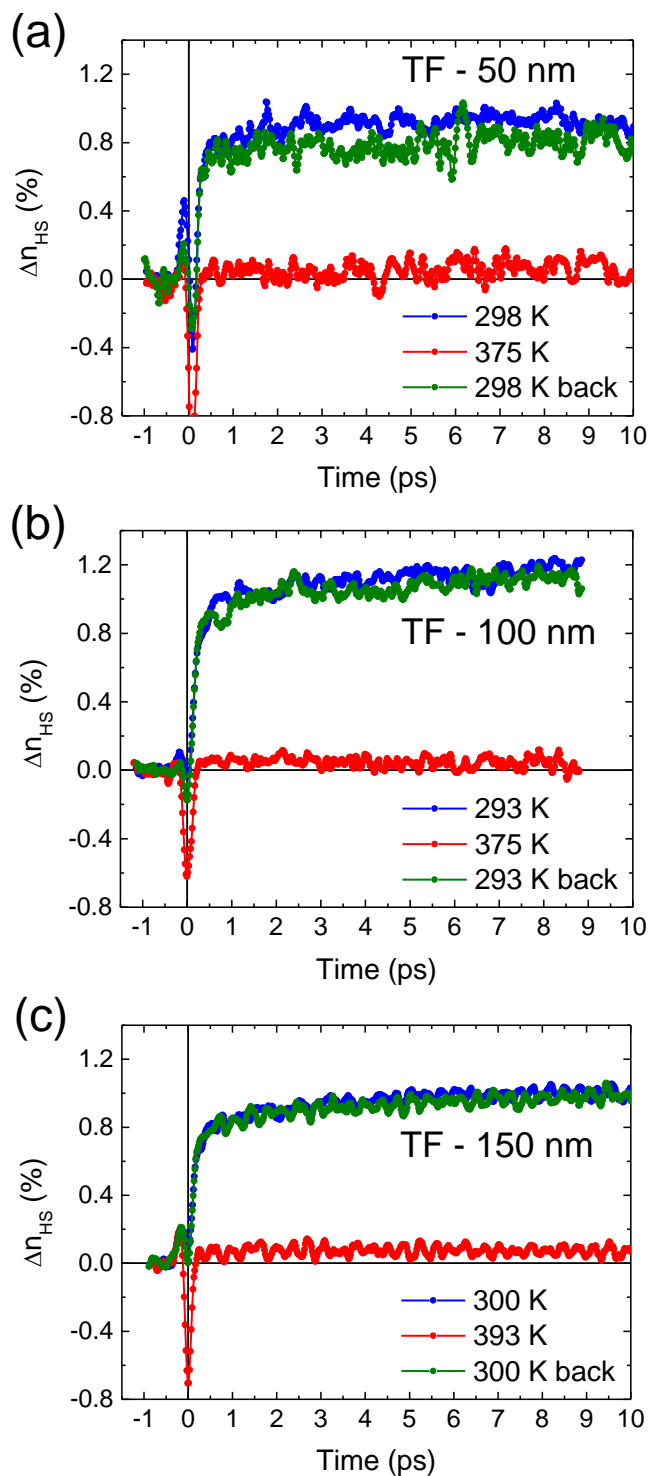 (a)
TF - 50 nm
1.2
0.8
0.4
0.0
-0.4
-0.8
Δn_HS (%)
298 K
375 K
298 K back
-1 0 1 2 3 4 5 6 7 8 9 10
Time (ps)
(b)
1.2
0.8
0.4
0.0
-0.4
-0.8
Δn_HS (%)
TF - 100 nm
293 K
375 K
293 K back
-1 0 1 2 3 4 5 6 7 8 9 10
Time (ps)
(c)
1.2
0.8
0.4
0.0
-0.4
-0.8
Δn_HS (%)
TF - 150 nm
300 K
393 K
300 K back
-1 0 1 2 3 4 5 6 7 8 9 10
Time (ps)